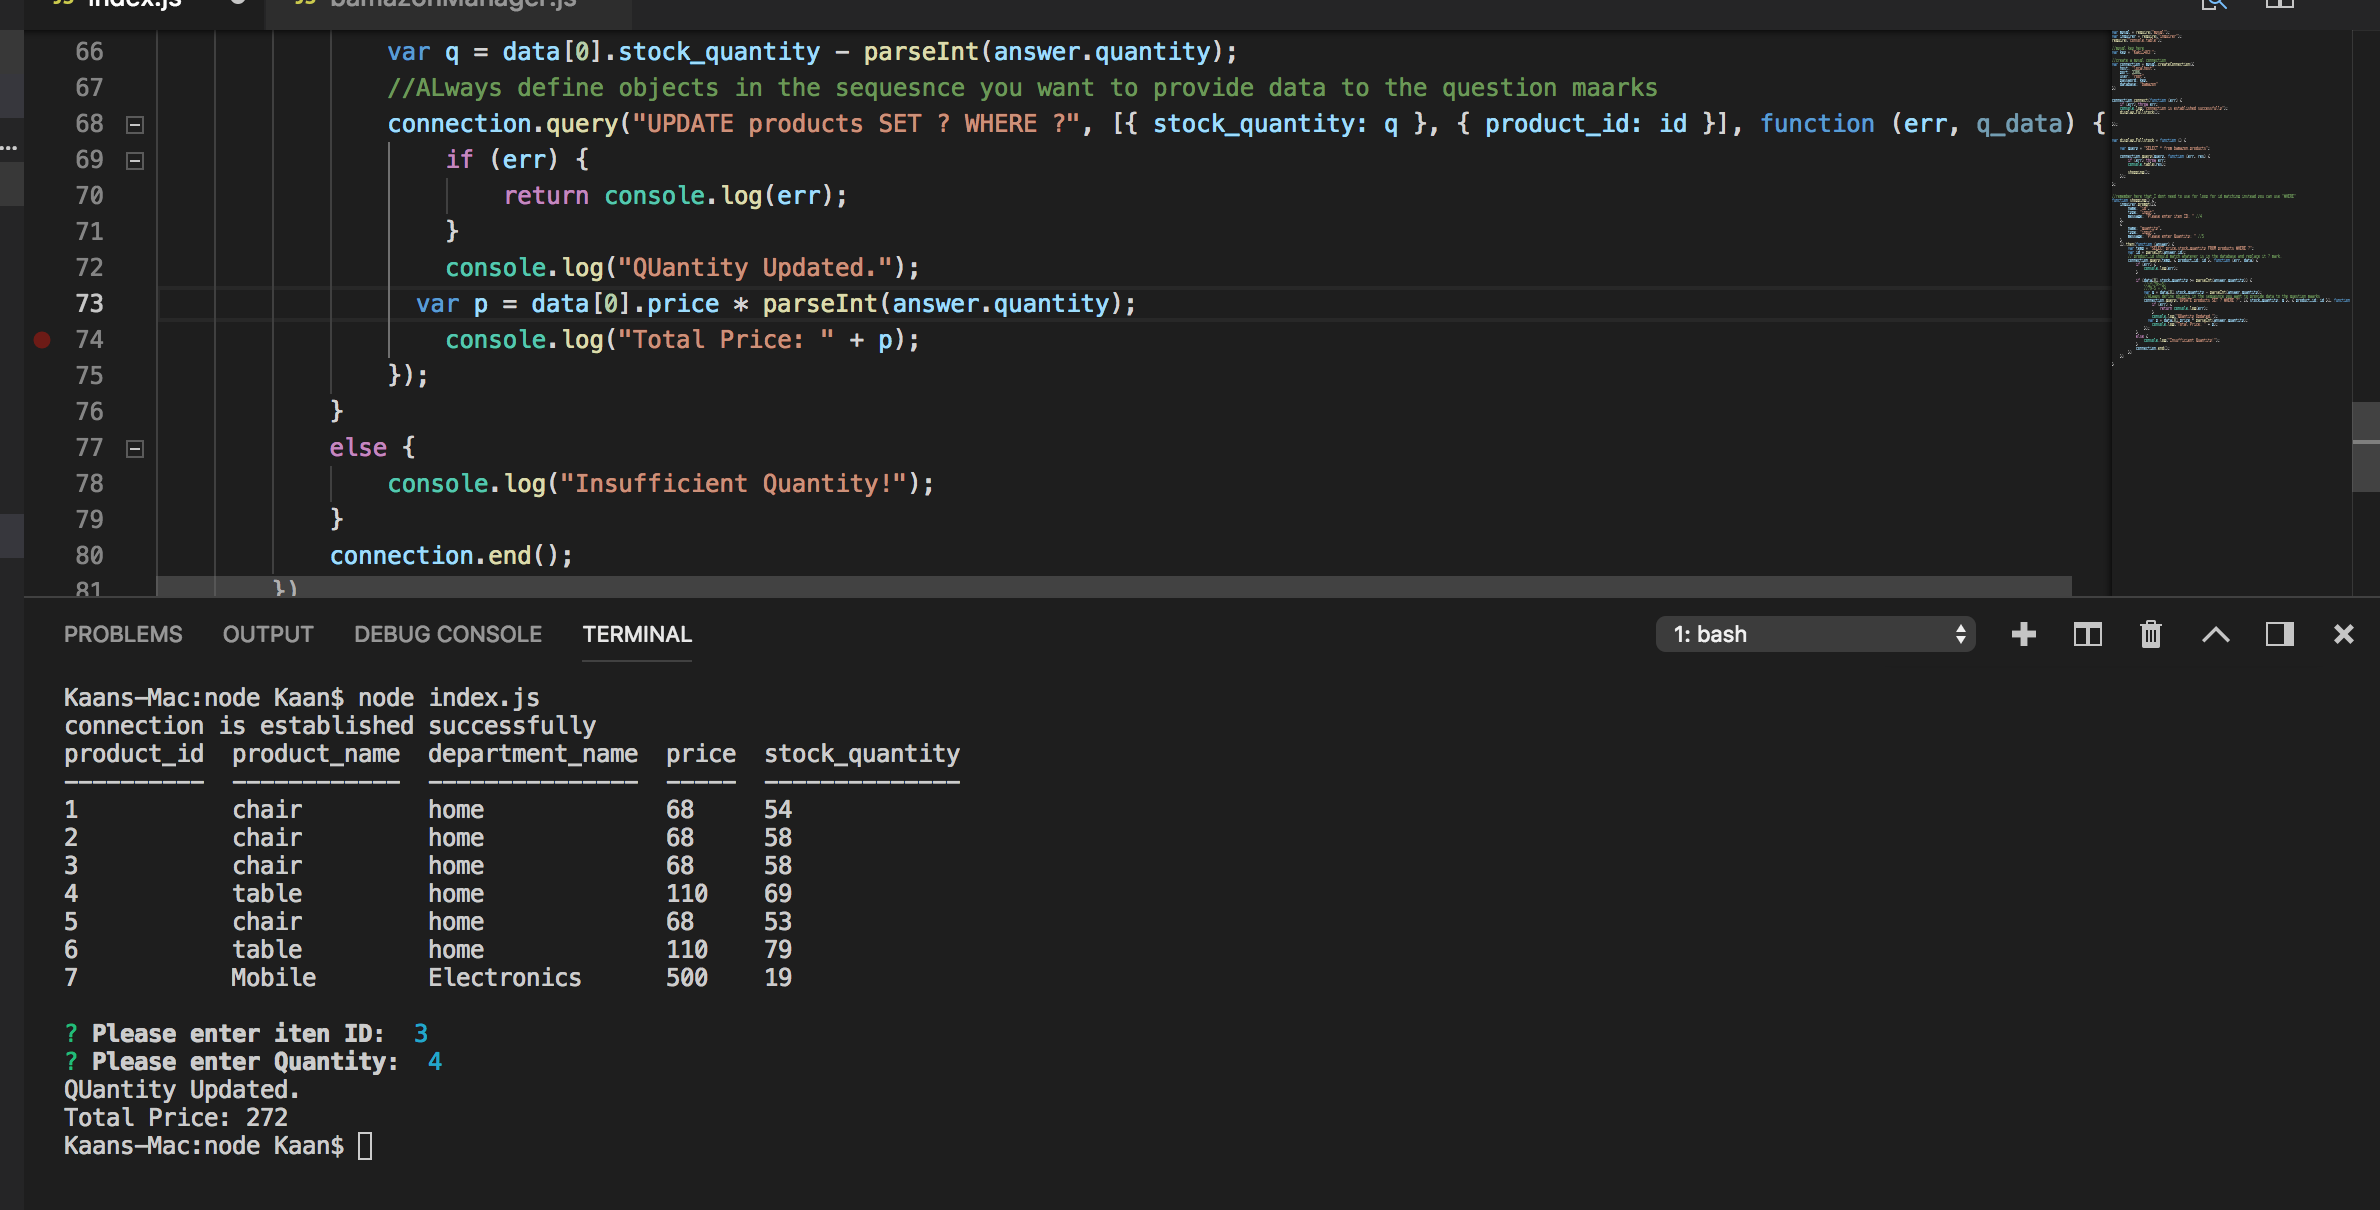 index.js bamazonManager.js
66 var q = data[0].stock_quantity - parseInt(answer.quantity);
67 //ALways define objects in the sequesnce you want to provide data to the question maarks
68 connection.query("UPDATE products SET ? WHERE ?", [{ stock_quantity: q }, { product_id: id }], function (err, q_data) {
69 if (err) {
70 return console.log(err);
71 }
72 console.log("QUantity Updated.");
73 var p = data[0].price * parseInt(answer.quantity);
74 console.log("Total Price: " + p);
75 });
76 }
77 else {
78 console.log("Insufficient Quantity!");
79 }
80 connection.end();
81 })
PROBLEMS OUTPUT DEBUG CONSOLE TERMINAL 1: bash
Kaans-Mac:node Kaan$ node index.js
connection is established successfully
product_id product_name department_name price stock_quantity
---------- ------------ --------------- ----- --------------
1 chair home 68 54
2 chair home 68 58
3 chair home 68 58
4 table home 110 69
5 chair home 68 53
6 table home 110 79
7 Mobile Electronics 500 19
? Please enter iten ID: 3
? Please enter Quantity: 4
QUantity Updated.
Total Price: 272
Kaans-Mac:node Kaan$